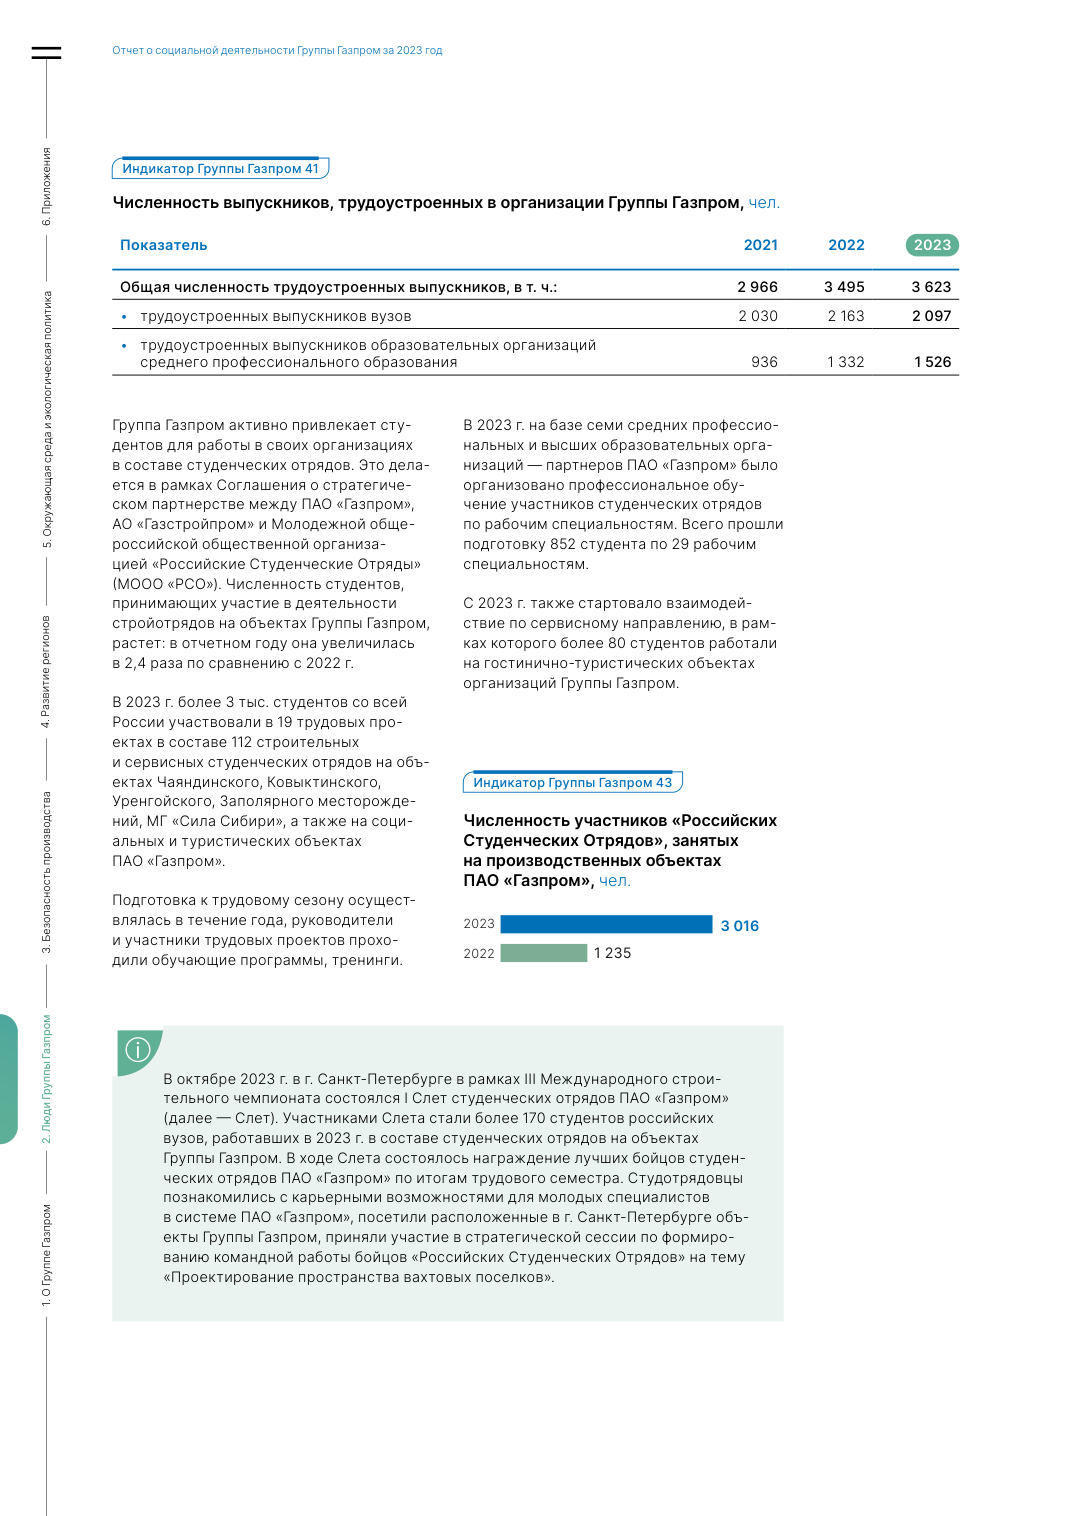 Отчет о социальной деятельности Группы Газпром за 2023 год
6. Приложения
5. Окружающая среда и экологическая политика
4. Развитие регионов
3. Безопасность производства
2. Люди Группы Газпром
1. О Группе Газпром
Индикатор Группы Газпром 41
Численность выпускников, трудоустроенных в организации Группы Газпром, чел.
Показатель 2021 2022 2023
Общая численность трудоустроенных выпускников, в т. ч.: 2 966 3 495 3 623
• трудоустроенных выпускников вузов 2 030 2 163 2 097
• трудоустроенных выпускников образовательных организаций
среднего профессионального образования 936 1 332 1 526
Группа Газпром активно привлекает сту-
дентов для работы в своих организациях
в составе студенческих отрядов. Это дела-
ется в рамках Соглашения о стратегиче-
ском партнерстве между ПАО «Газпром»,
АО «Газстройпром» и Молодежной обще-
российской общественной организа-
цией «Российские Студенческие Отряды»
(МООО «РСО»). Численность студентов,
принимающих участие в деятельности
стройотрядов на объектах Группы Газпром,
растет: в отчетном году она увеличилась
в 2,4 раза по сравнению с 2022 г.
В 2023 г. более 3 тыс. студентов со всей
России участвовали в 19 трудовых про-
ектах в составе 112 строительных
и сервисных студенческих отрядов на объ-
ектах Чаяндинского, Ковыктинского,
Уренгойского, Заполярного месторожде-
ний, МГ «Сила Сибири», а также на соци-
альных и туристических объектах
ПАО «Газпром».
Подготовка к трудовому сезону осущест-
влялась в течение года, руководители
и участники трудовых проектов прохо-
дили обучающие программы, тренинги.
В 2023 г. на базе семи средних профессио-
нальных и высших образовательных орга-
низаций — партнеров ПАО «Газпром» было
организовано профессиональное обу-
чение участников студенческих отрядов
по рабочим специальностям. Всего прошли
подготовку 852 студента по 29 рабочим
специальностям.
С 2023 г. также стартовало взаимодей-
ствие по сервисному направлению, в рам-
ках которого более 80 студентов работали
на гостинично-туристических объектах
организаций Группы Газпром.
Индикатор Группы Газпром 43
Численность участников «Российских
Студенческих Отрядов», занятых
на производственных объектах
ПАО «Газпром», чел.
2023 3 016
2022 1 235
В октябре 2023 г. в г. Санкт-Петербурге в рамках III Международного строи-
тельного чемпионата состоялся I Слет студенческих отрядов ПАО «Газпром»
(далее — Слет). Участниками Слета стали более 170 студентов российских
вузов, работавших в 2023 г. в составе студенческих отрядов на объектах
Группы Газпром. В ходе Слета состоялось награждение лучших бойцов студен-
ческих отрядов ПАО «Газпром» по итогам трудового семестра. Студотрядовцы
познакомились с карьерными возможностями для молодых специалистов
в системе ПАО «Газпром», посетили расположенные в г. Санкт-Петербурге объ-
екты Группы Газпром, приняли участие в стратегической сессии по формиро-
ванию командной работы бойцов «Российских Студенческих Отрядов» на тему
«Проектирование пространства вахтовых поселков».